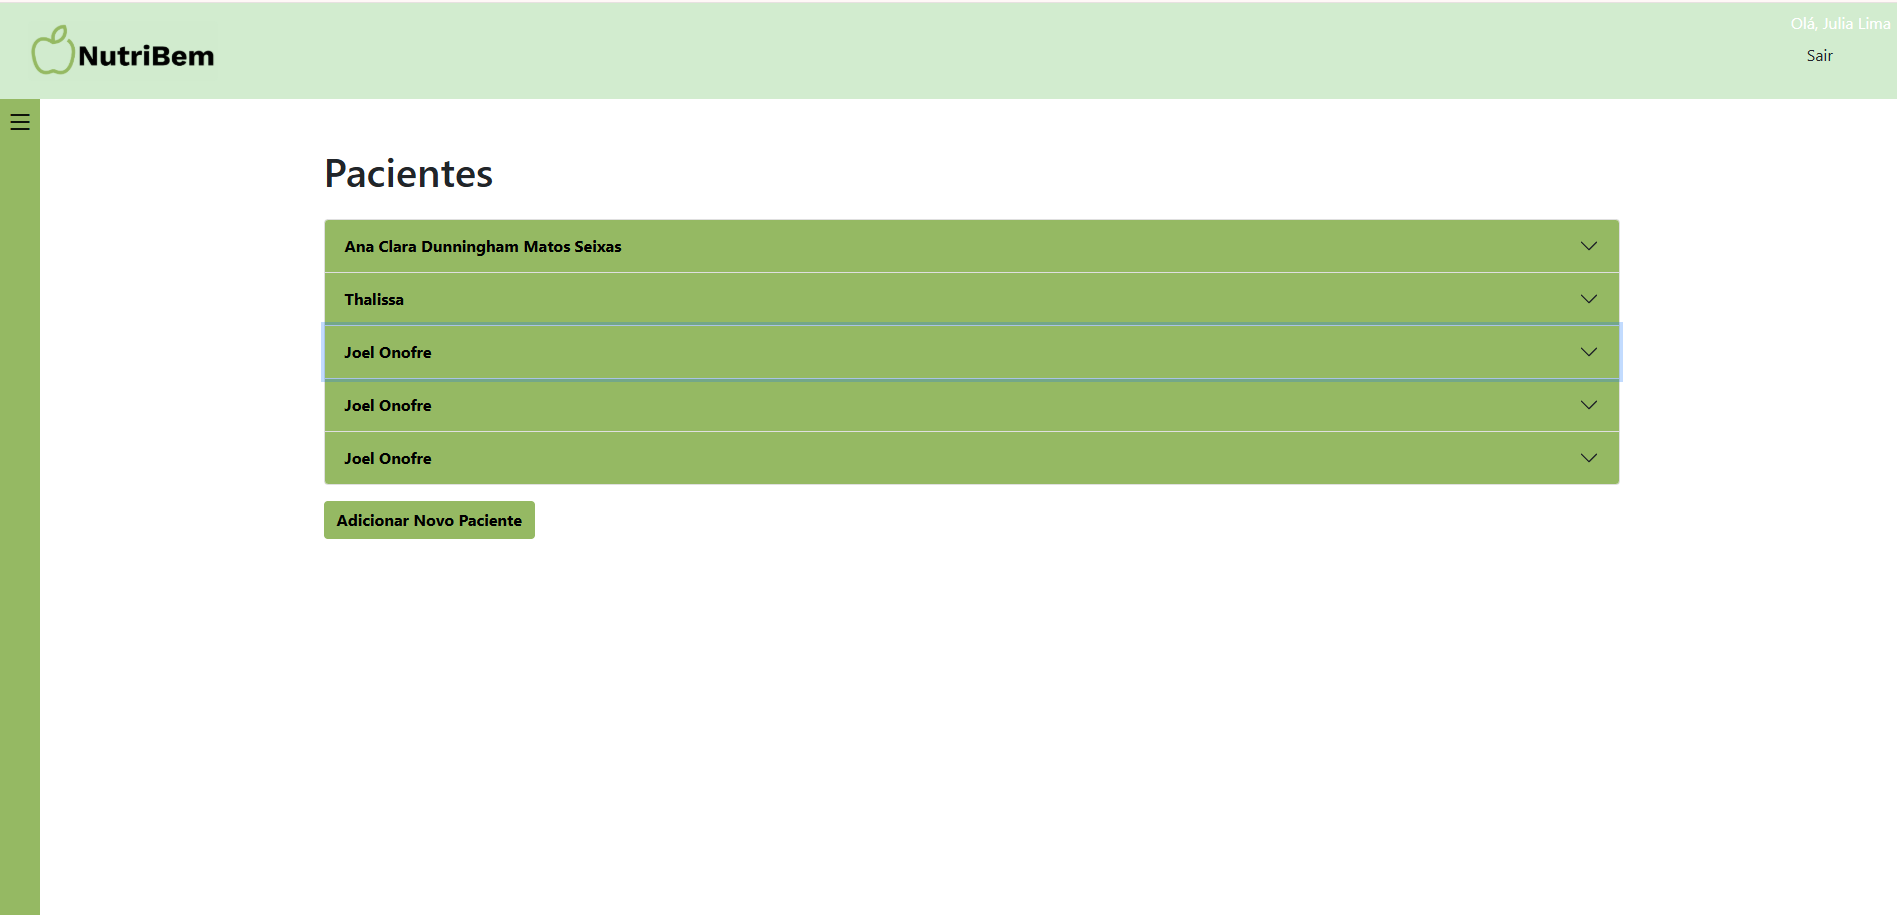 NutriBem
Olá, Julia Lima
Sair
Pacientes
Ana Clara Dunningham Matos Seixas
Thalissa
Joel Onofre
Joel Onofre
Joel Onofre
Adicionar Novo Paciente